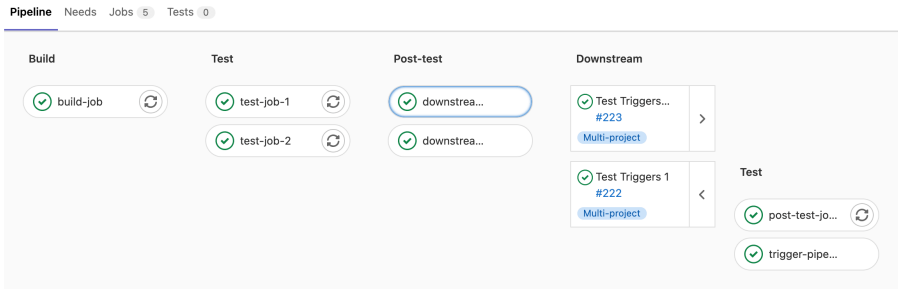 Pipeline Needs Jobs 5 Tests 0
Build
build-job
Test
test-job-1
test-job-2
Post-test
downstrea...
downstrea...
Downstream
Test Triggers...
#223
Multi-project
Test Triggers 1
#222
Multi-project
Test
post-test-jo...
trigger-pipe...